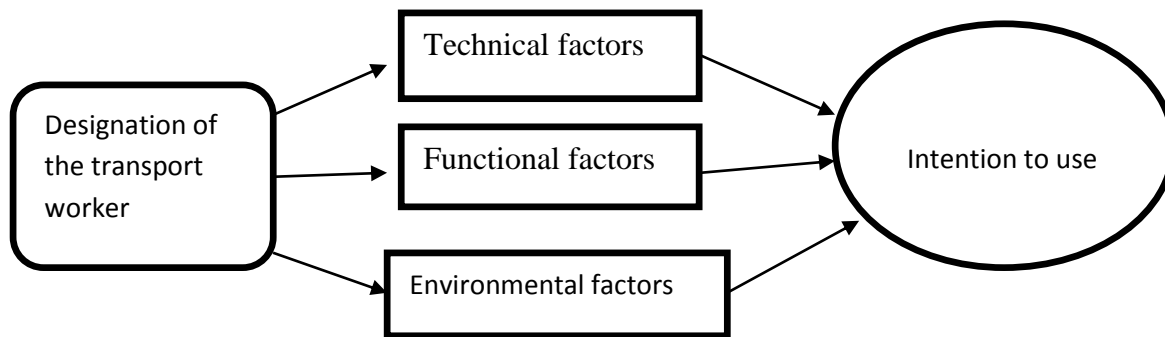 Technical factors
Designation of
the transport
worker
Functional factors
Intention to use
Environmental factors